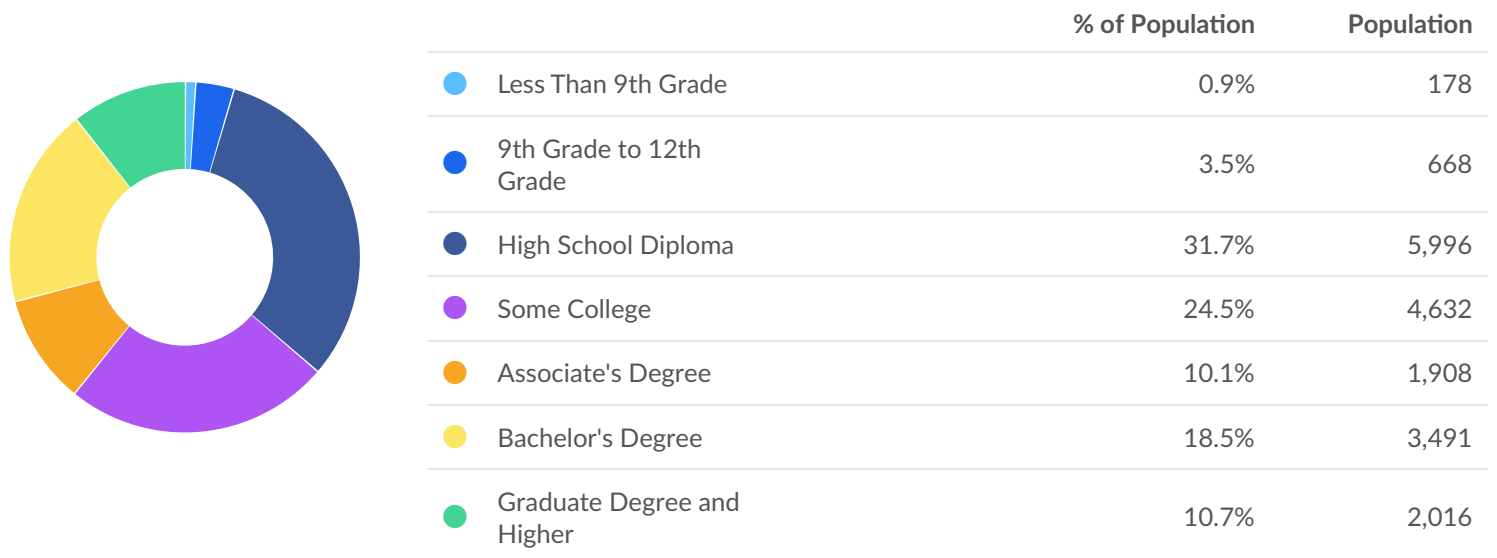 % of Population Population
Less Than 9th Grade 0.9% 178
9th Grade to 12th
Grade 3.5% 668
High School Diploma 31.7% 5,996
Some College 24.5% 4,632
Associate's Degree 10.1% 1,908
Bachelor's Degree 18.5% 3,491
Graduate Degree and
Higher 10.7% 2,016